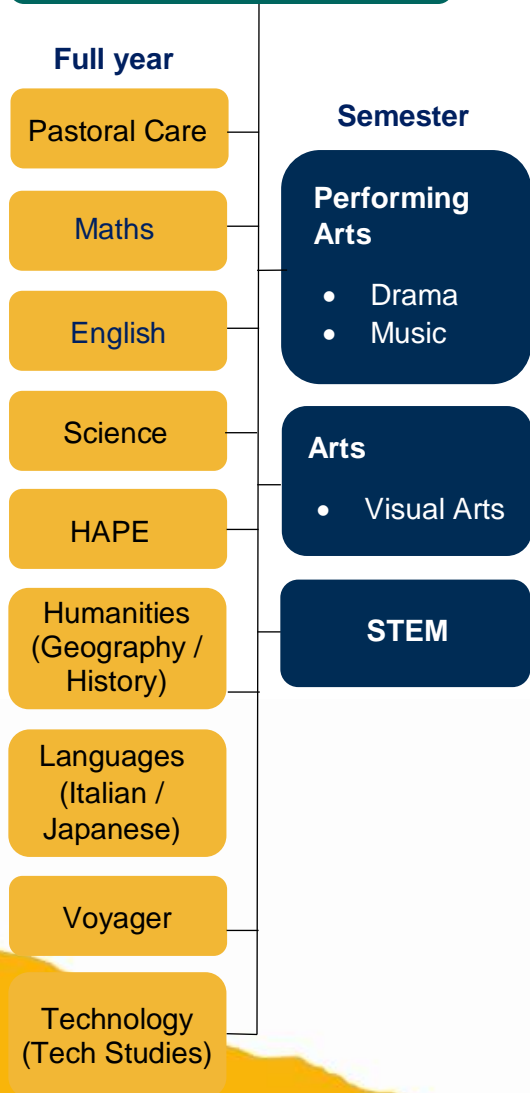 Full year
Pastoral Care
Maths
English
Science
HAPE
Humanities
(Geography /
History)
Languages
(Italian /
Japanese)
Voyager
Technology
(Tech Studies)
Semester
Performing
Arts
• Drama
• Music
Arts
• Visual Arts
STEM